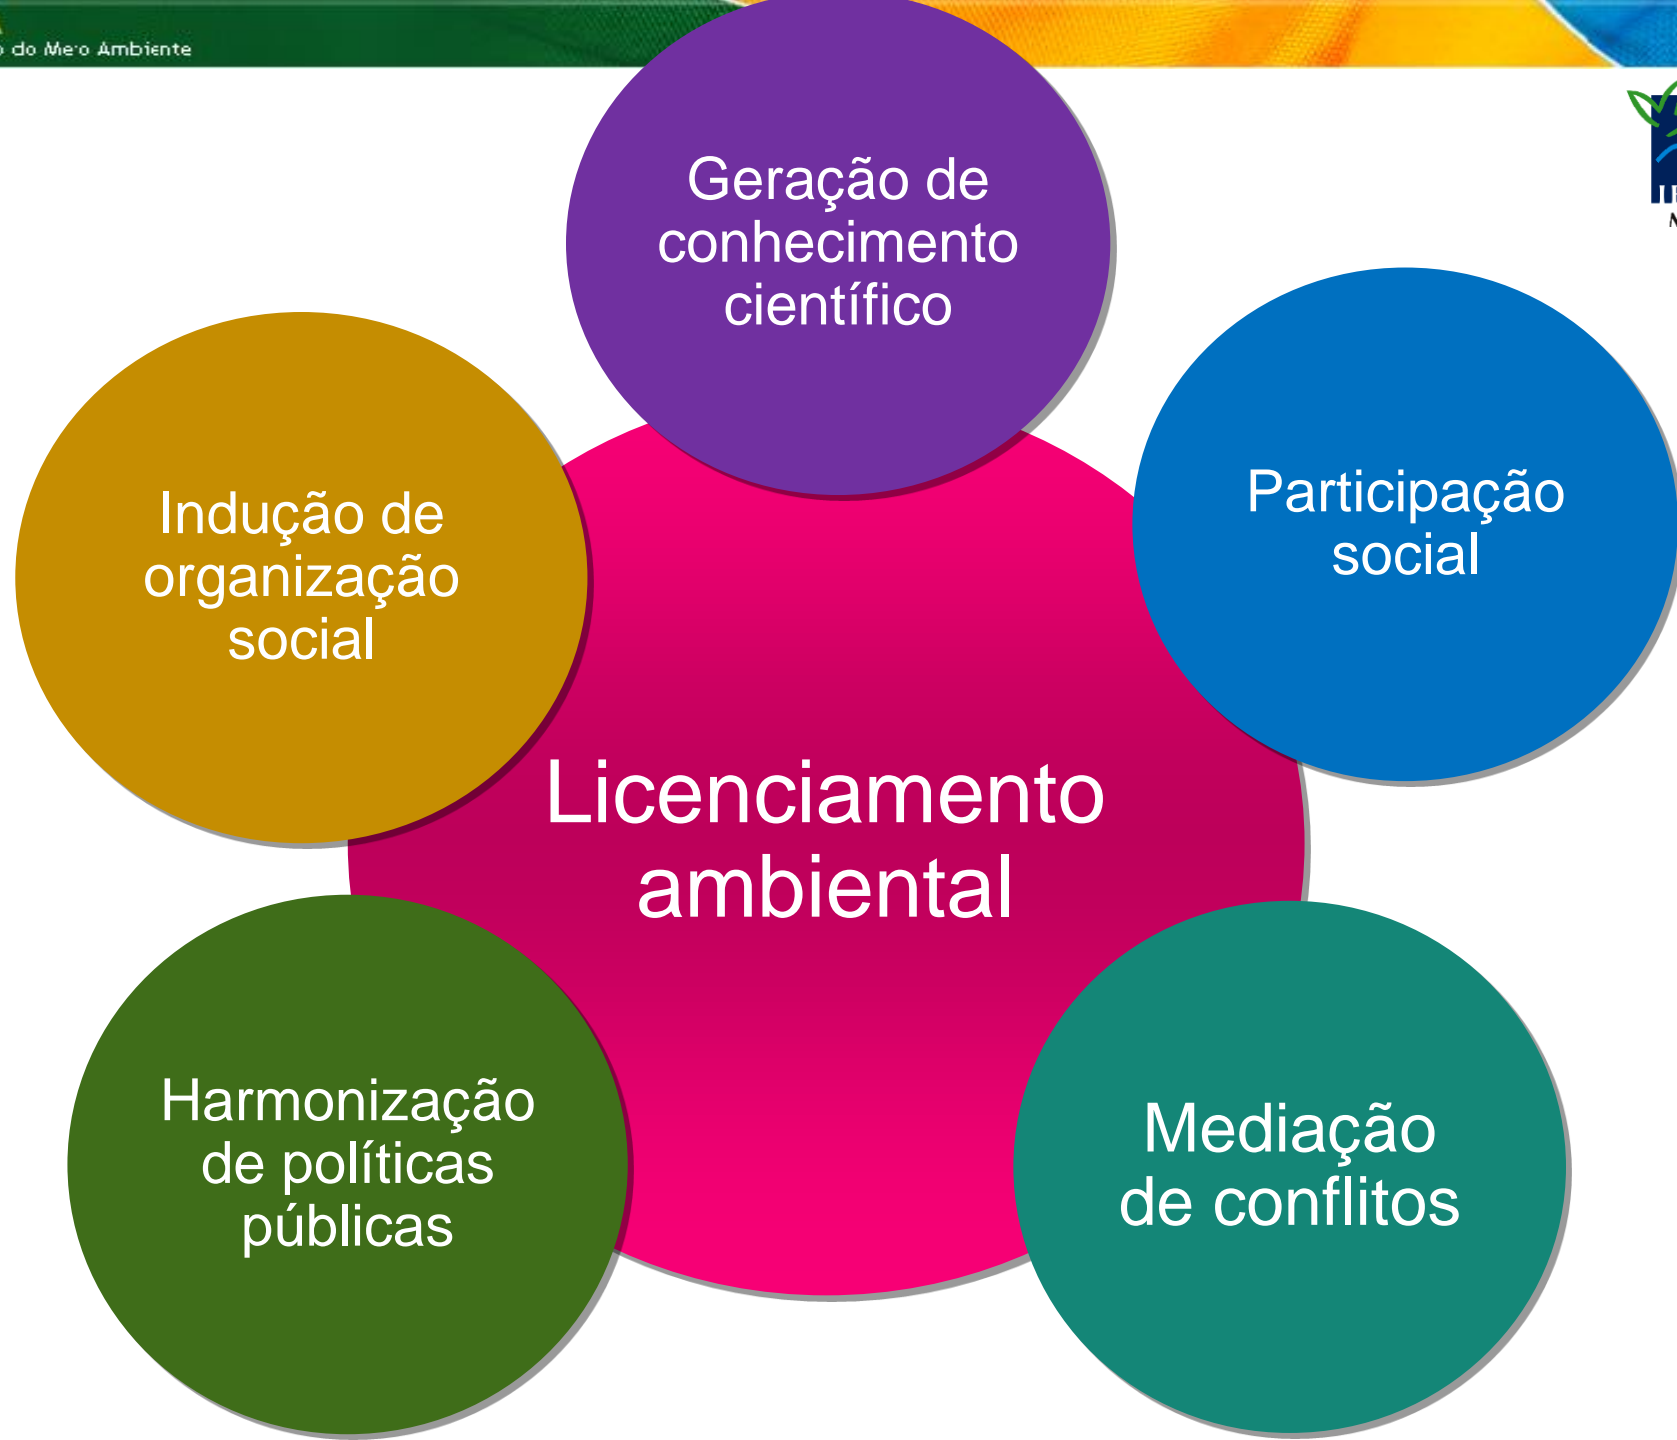 do Meio Ambiente
Geração de
conhecimento
científico
Participação
social
Indução de
organização
social
Licenciamento
ambiental
Harmonização
de políticas
públicas
Mediação
de conflitos